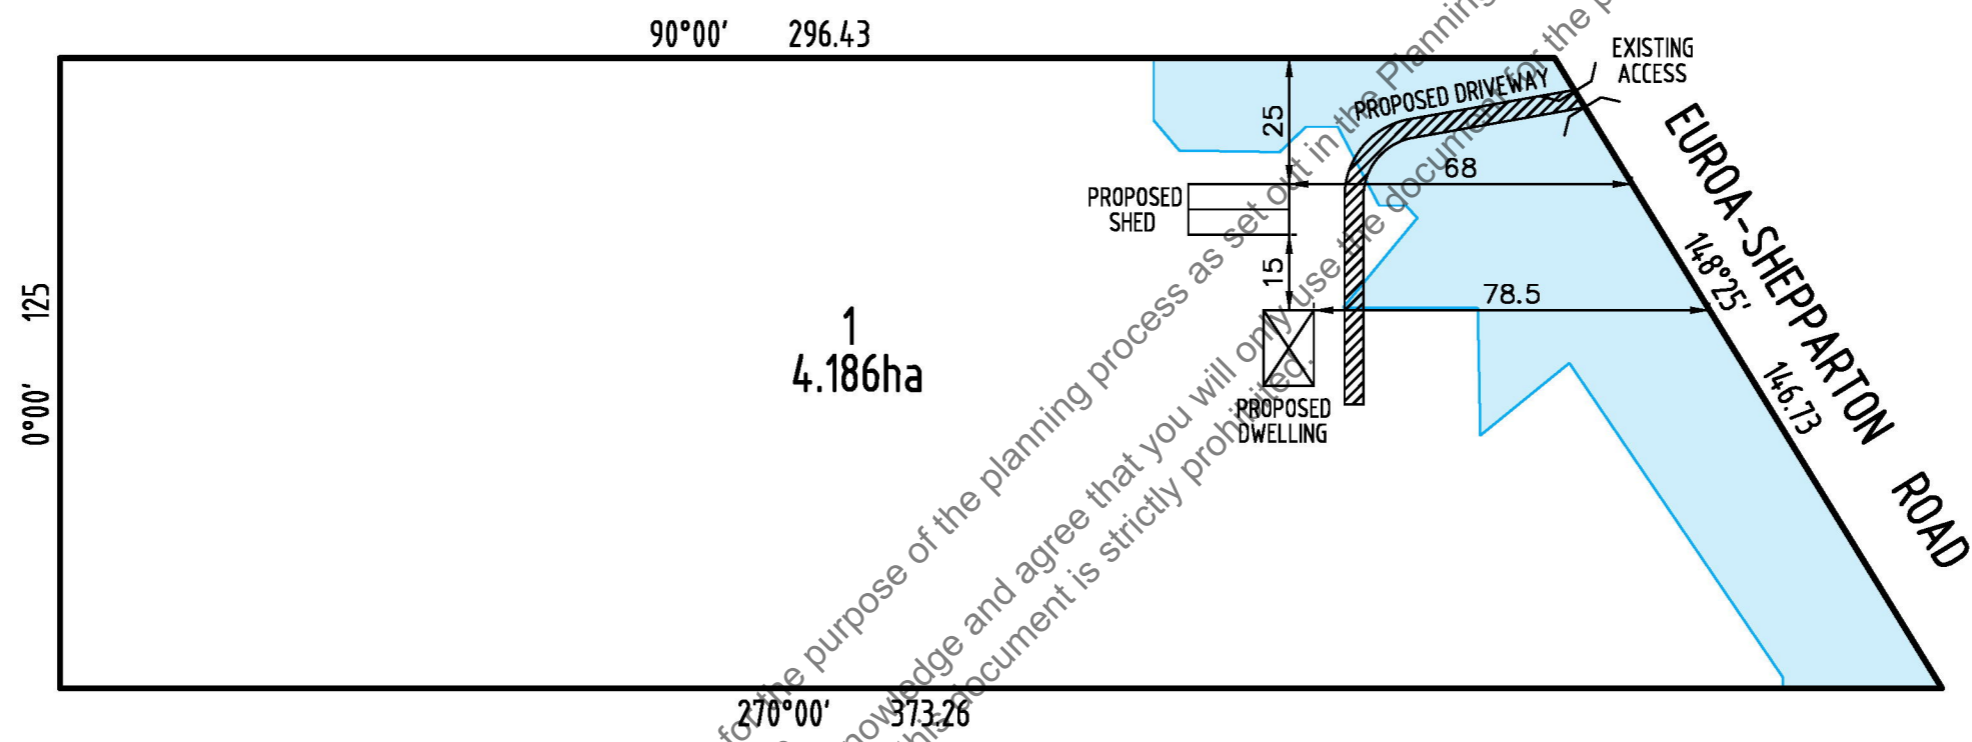 90°00' 296.43
EXISTING
ACCESS
PROPOSED DRIVEWAY
25
68
PROPOSED
SHED
15
78.5
EUROA-SHEPPARTON ROAD
148°25'
146.73
0°00' 125
1
4.186ha
PROPOSED
DWELLING
270°00' 373.26
for the purpose of the planning process as set out in the Planning
nowledge and agree that you will only use the document for the p
his document is strictly prohibited.